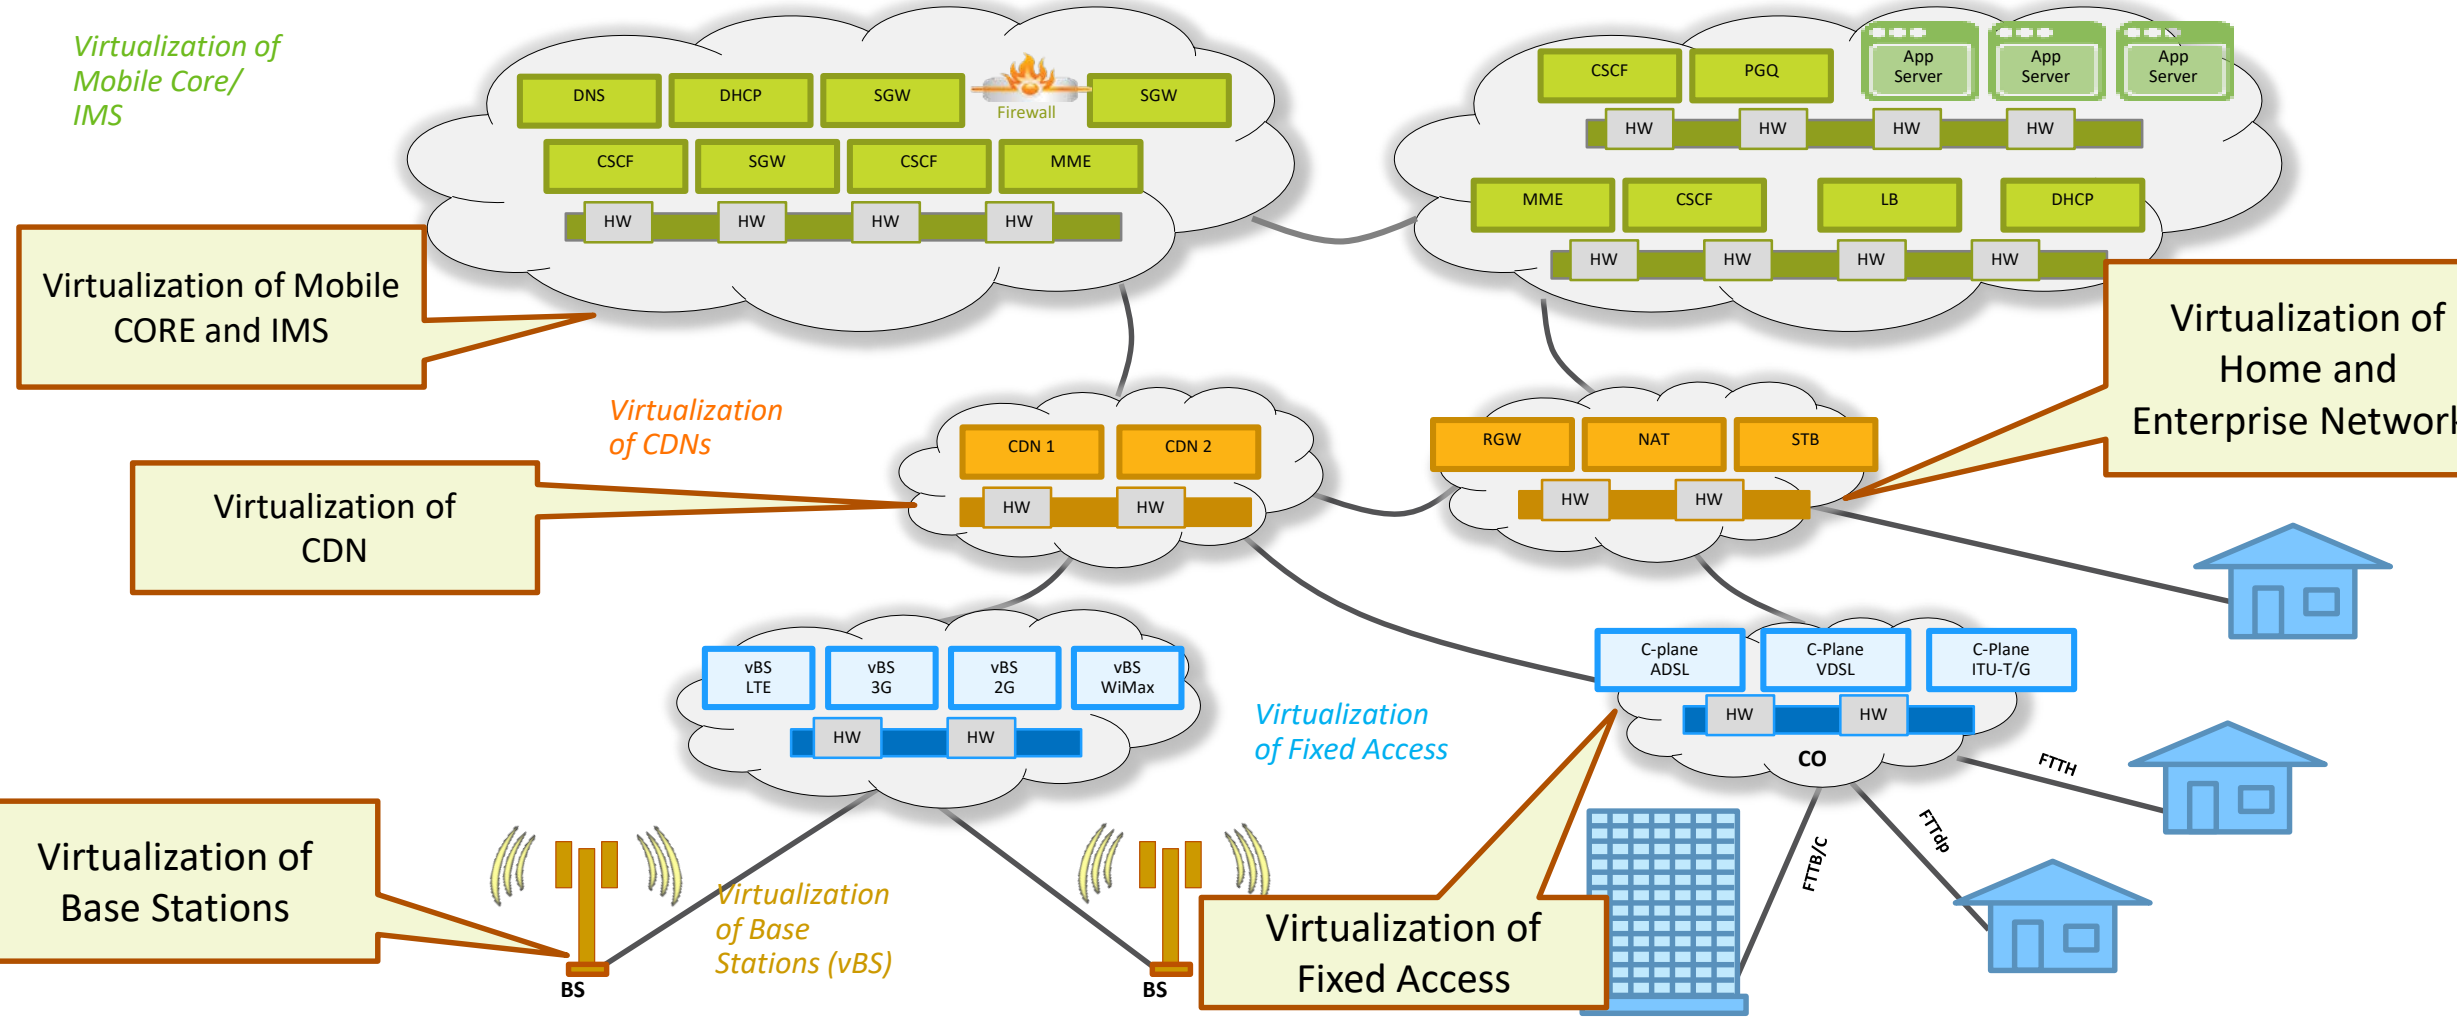 Virtualization of
Mobile Core/
IMS
DNS
DHCP
SGW
Firewall
SGW
CSCF
SGW
CSCF
MME
HW
HW
HW
HW
CSCF
PGQ
App
Server
App
Server
App
Server
HW
HW
HW
HW
MME
CSCF
LB
DHCP
HW
HW
HW
HW
Virtualization of Mobile
CORE and IMS
Virtualization of
Home and
Enterprise Network
Virtualization
of CDNs
CDN 1
CDN 2
HW
HW
RGW
NAT
STB
HW
HW
Virtualization of
CDN
vBS
LTE
vBS
3G
vBS
2G
vBS
WiMax
HW
HW
Virtualization
of Fixed Access
C-plane
ADSL
C-Plane
VDSL
C-Plane
ITU-T/G
HW
HW
CO
FTTH
FTTdp
FTTB/C
Virtualization of
Base Stations
BS
Virtualization
of Base
Stations (vBS)
BS
Virtualization of
Fixed Access